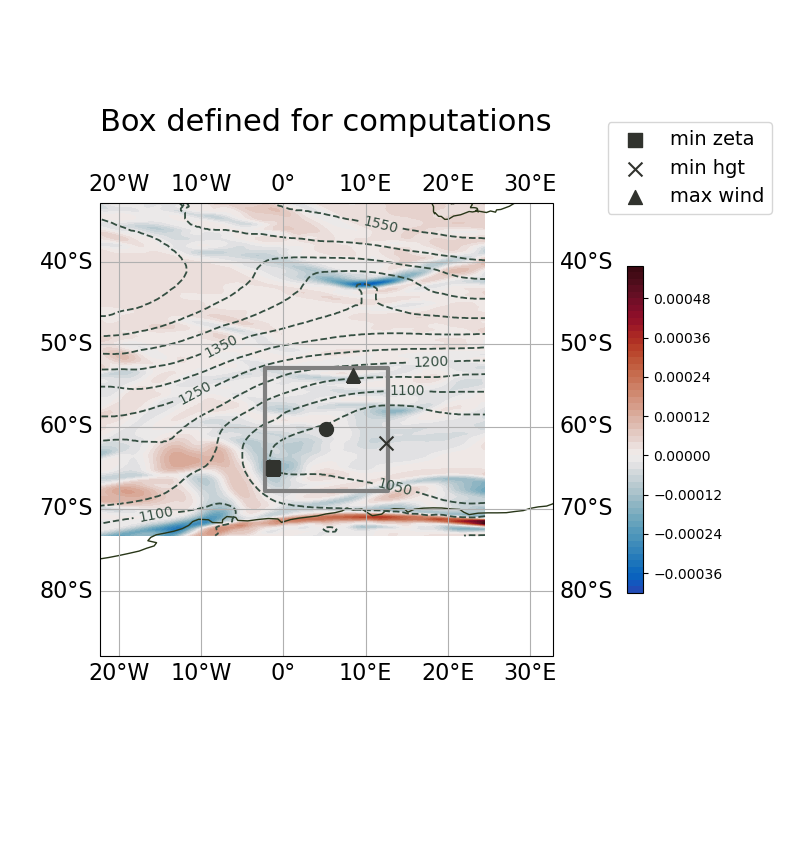 Box defined for computations
min zeta
min hgt
max wind
20°W 10°W 0° 10°E 20°E 30°E
1550
40°S 40°S
0.00048
50°S 50°S
0.00036
1350
1200
0.00024
1250
1100
0.00012
60°S 60°S
0.00000
1050
−0.00012
70°S 70°S
1100
−0.00024
−0.00036
80°S 80°S
20°W 10°W 0° 10°E 20°E 30°E